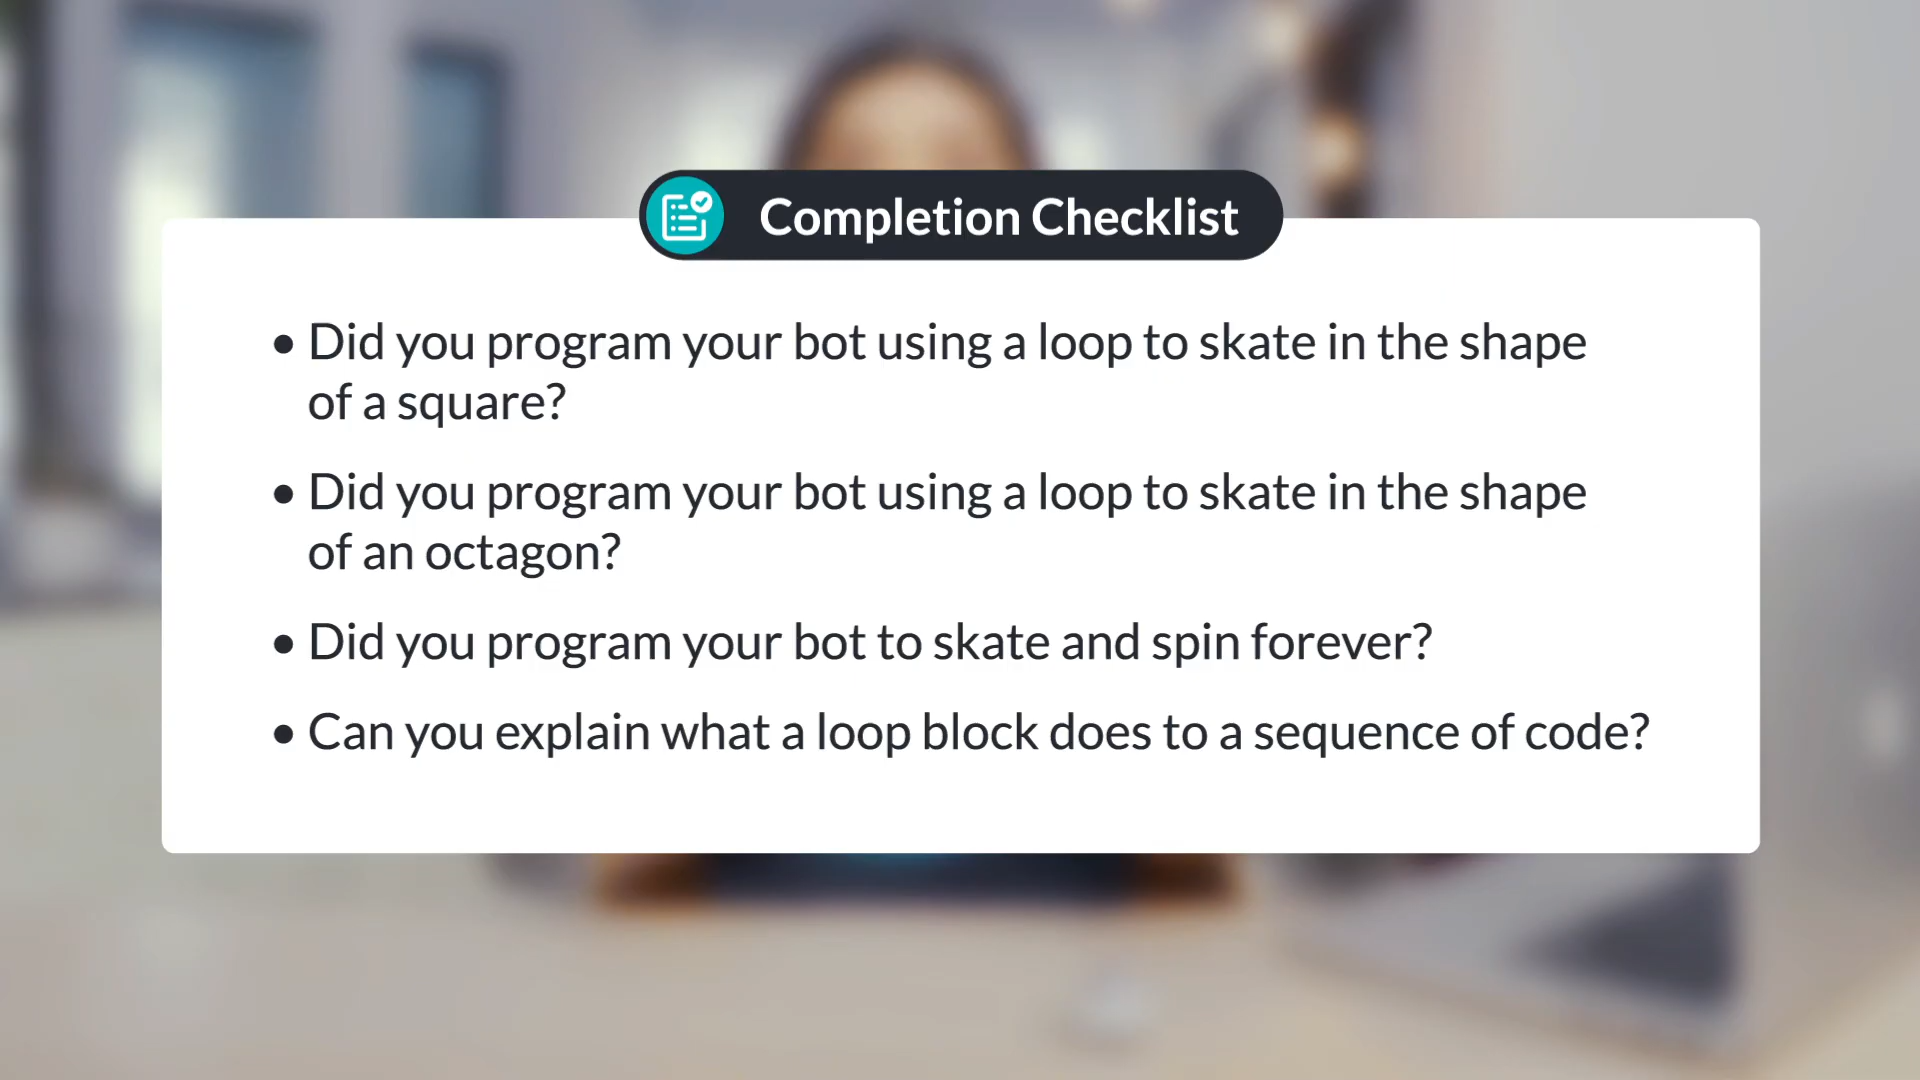 Completion Checklist
• Did you program your bot using a loop to skate in the shape
of a square?
• Did you program your bot using a loop to skate in the shape
of an octagon?
• Did you program your bot to skate and spin forever?
• Can you explain what a loop block does to a sequence of code?